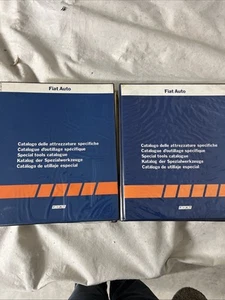 Fiat Auto
Catalogo delle attrezzature specifiche
Catalogue d'outillage spécifique
Special tools catalogue
Katalog der Spezialwerkzeuge
Catálogo de utillaje especial
FIAT
Fiat Auto
Catalogo delle attrezzature specifiche
Catalogue d'outillage spécifique
Special tools catalogue
Katalog der Spezialwerkzeuge
Catálogo de utillaje especial
FIAT